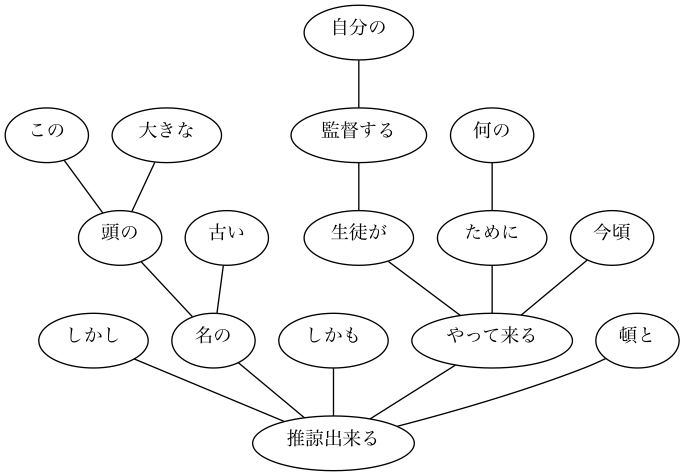 自分の
この
大きな
監督する
何の
頭の
古い
生徒が
ために
今頃
しかし
名の
しかも
やって来る
頓と
推諒出来る